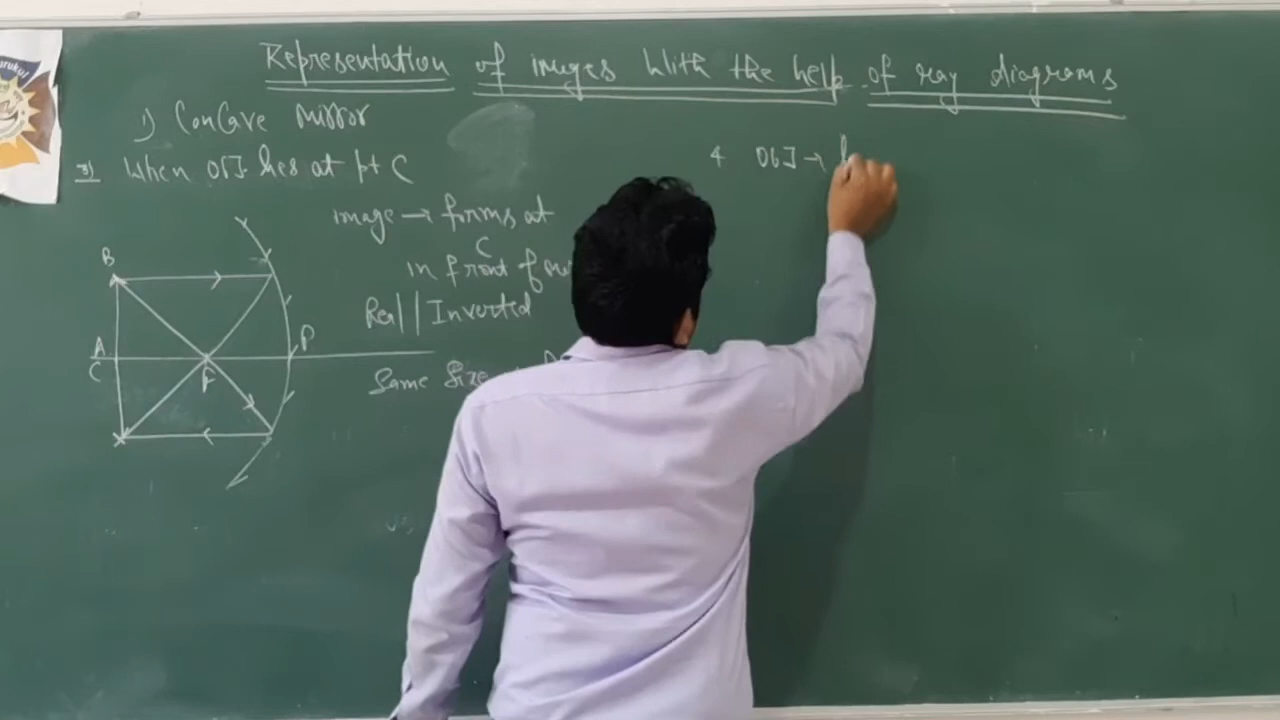 Representation of images With the help of ray diagrams
1) Concave mirror
3) When OBJ lies at pt C
image → forms at
C
in front of
Real // Inverted
Same Size
B
A
C
F
P
4 OBJ →